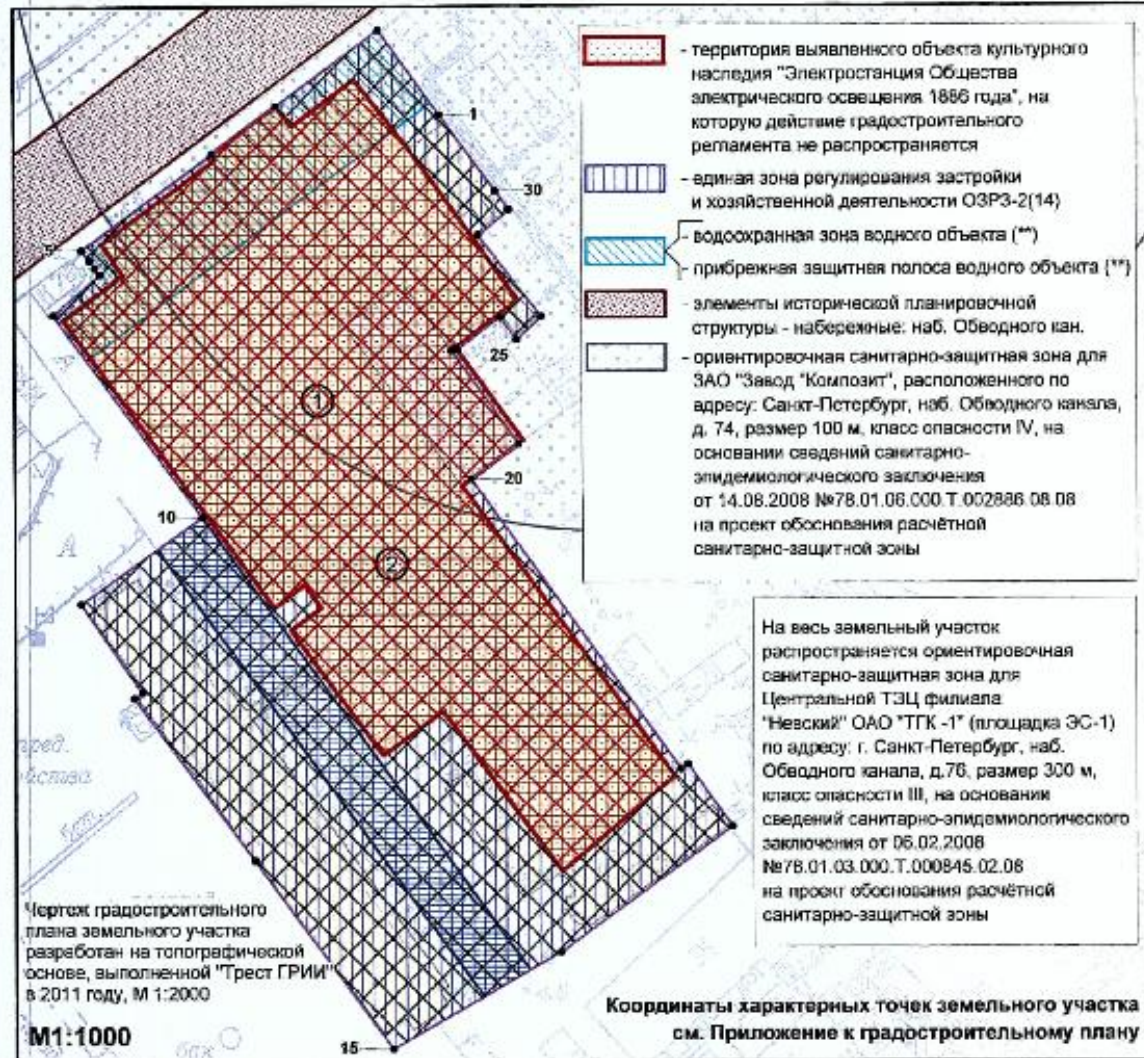 - территория выявленного объекта культурного
наследия "Электростанция Общества
электрического освещения 1886 года", на
которую действие градостроительного
регламента не распространяется
- единая зона регулирования застройки
и хозяйственной деятельности ОЗРЗ-2(14)
- водоохранная зона водного объекта (**)
- прибрежная защитная полоса водного объекта (**)
- элементы исторической планировочной
структуры - набережные: наб. Обводного кан.
- ориентировочная санитарно-защитная зона для
ЗАО "Завод "Композит", расположенного по
адресу: Санкт-Петербург, наб. Обводного канала,
д. 74, размер 100 м, класс опасности IV, на
основании сведений санитарно-
эпидемиологического заключения
от 14.08.2008 №78.01.06.000.Т.002886.08.08
на проект обоснования расчётной
санитарно-защитной зоны
1
30
5
25
1
20
10
А
А
2
На весь земельный участок
распространяется ориентировочная
санитарно-защитная зона для
Центральной ТЭЦ филиала
"Невский" ОАО "ТГК -1" (площадка ЭС-1)
по адресу: г. Санкт-Петербург, наб.
Обводного канала, д.76, размер 300 м,
класс опасности III, на основании
сведений санитарно-эпидемиологического
заключения от 06.02.2008
№78.01.03.000.Т.000845.02.08
на проект обоснования расчётной
санитарно-защитной зоны
пред.
Чертеж градостроительного
плана земельного участка
разработан на топографической
основе, выполненной "Трест ГРИИ"
в 2011 году, М 1:2000
М1:1000
15
Координаты характерных точек земельного участка
см. Приложение к градостроительному плану